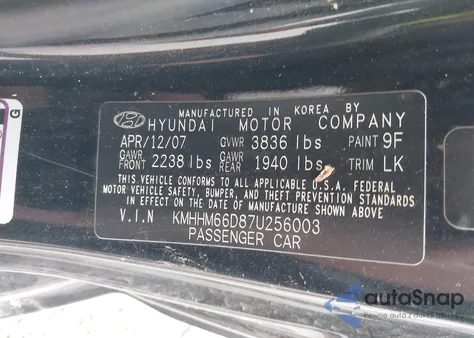 G
MANUFACTURED IN KOREA BY
HYUNDAI MOTOR COMPANY
APR/12/07 GVWR 3836 lbs PAINT 9F
GAWR FRONT 2238 lbs GAWR REAR 1940 lbs TRIM LK
THIS VEHICLE CONFORMS TO ALL APPLICABLE U.S.A. FEDERAL
MOTOR VEHICLE SAFETY, BUMPER, AND THEFT PREVENTION STANDARDS
IN EFFECT ON THE DATE OF MANUFACTURE SHOWN ABOVE
V.I.N KMHHM66D87U256003
PASSENGER CAR
autoSnap